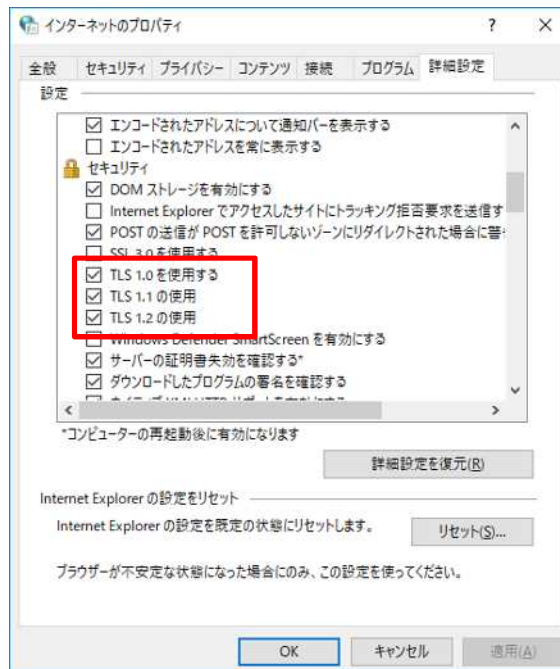 インターネットのプロパティ
全般 セキュリティ プライバシー コンテンツ 接続 プログラム 詳細設定
設定
エンコードされたアドレスについて通知バーを表示する
エンコードされたアドレスを常に表示する
セキュリティ
DOM ストレージを有効にする
Internet Explorer でアクセスしたサイトにトラッキング拒否要求を送信す
POST の送信が POST を許可しないゾーンにリダイレクトされた場合に警
SSL 3.0 を使用する
TLS 1.0 を使用する
TLS 1.1 の使用
TLS 1.2 の使用
Windows Defender SmartScreen を有効にする
サーバーの証明書失効を確認する*
ダウンロードしたプログラムの署名を確認する
*コンピューターの再起動後に有効になります
詳細設定を復元(R)
Internet Explorer の設定をリセット
Internet Explorer の設定を既定の状態にリセットします。
リセット(S)...
ブラウザーが不安定な状態になった場合にのみ、この設定を使ってください。
OK キャンセル 適用(A)